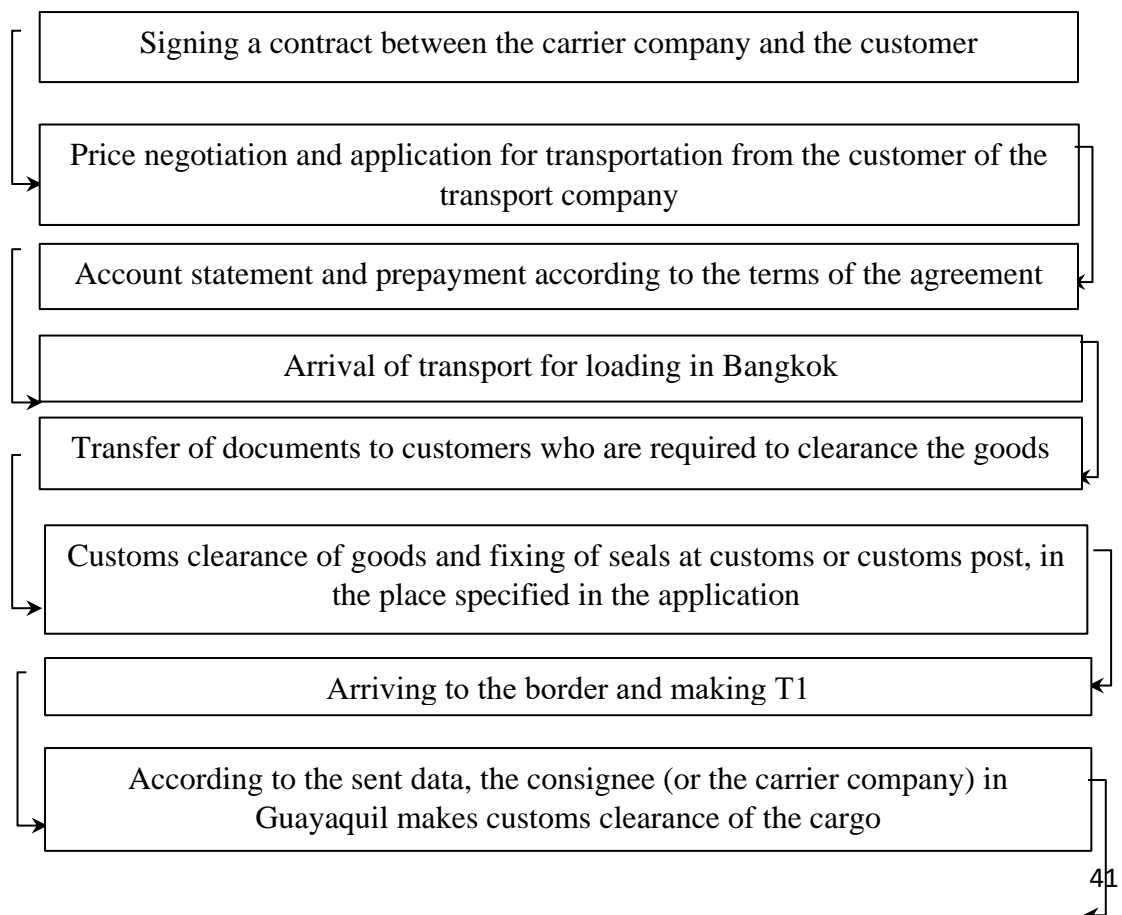 Signing a contract between the carrier company and the customer
Price negotiation and application for transportation from the customer of the
transport company
Account statement and prepayment according to the terms of the agreement
Arrival of transport for loading in Bangkok
Transfer of documents to customers who are required to clearance the goods
Customs clearance of goods and fixing of seals at customs or customs post, in
the place specified in the application
Arriving to the border and making T1
According to the sent data, the consignee (or the carrier company) in
Guayaquil makes customs clearance of the cargo
41